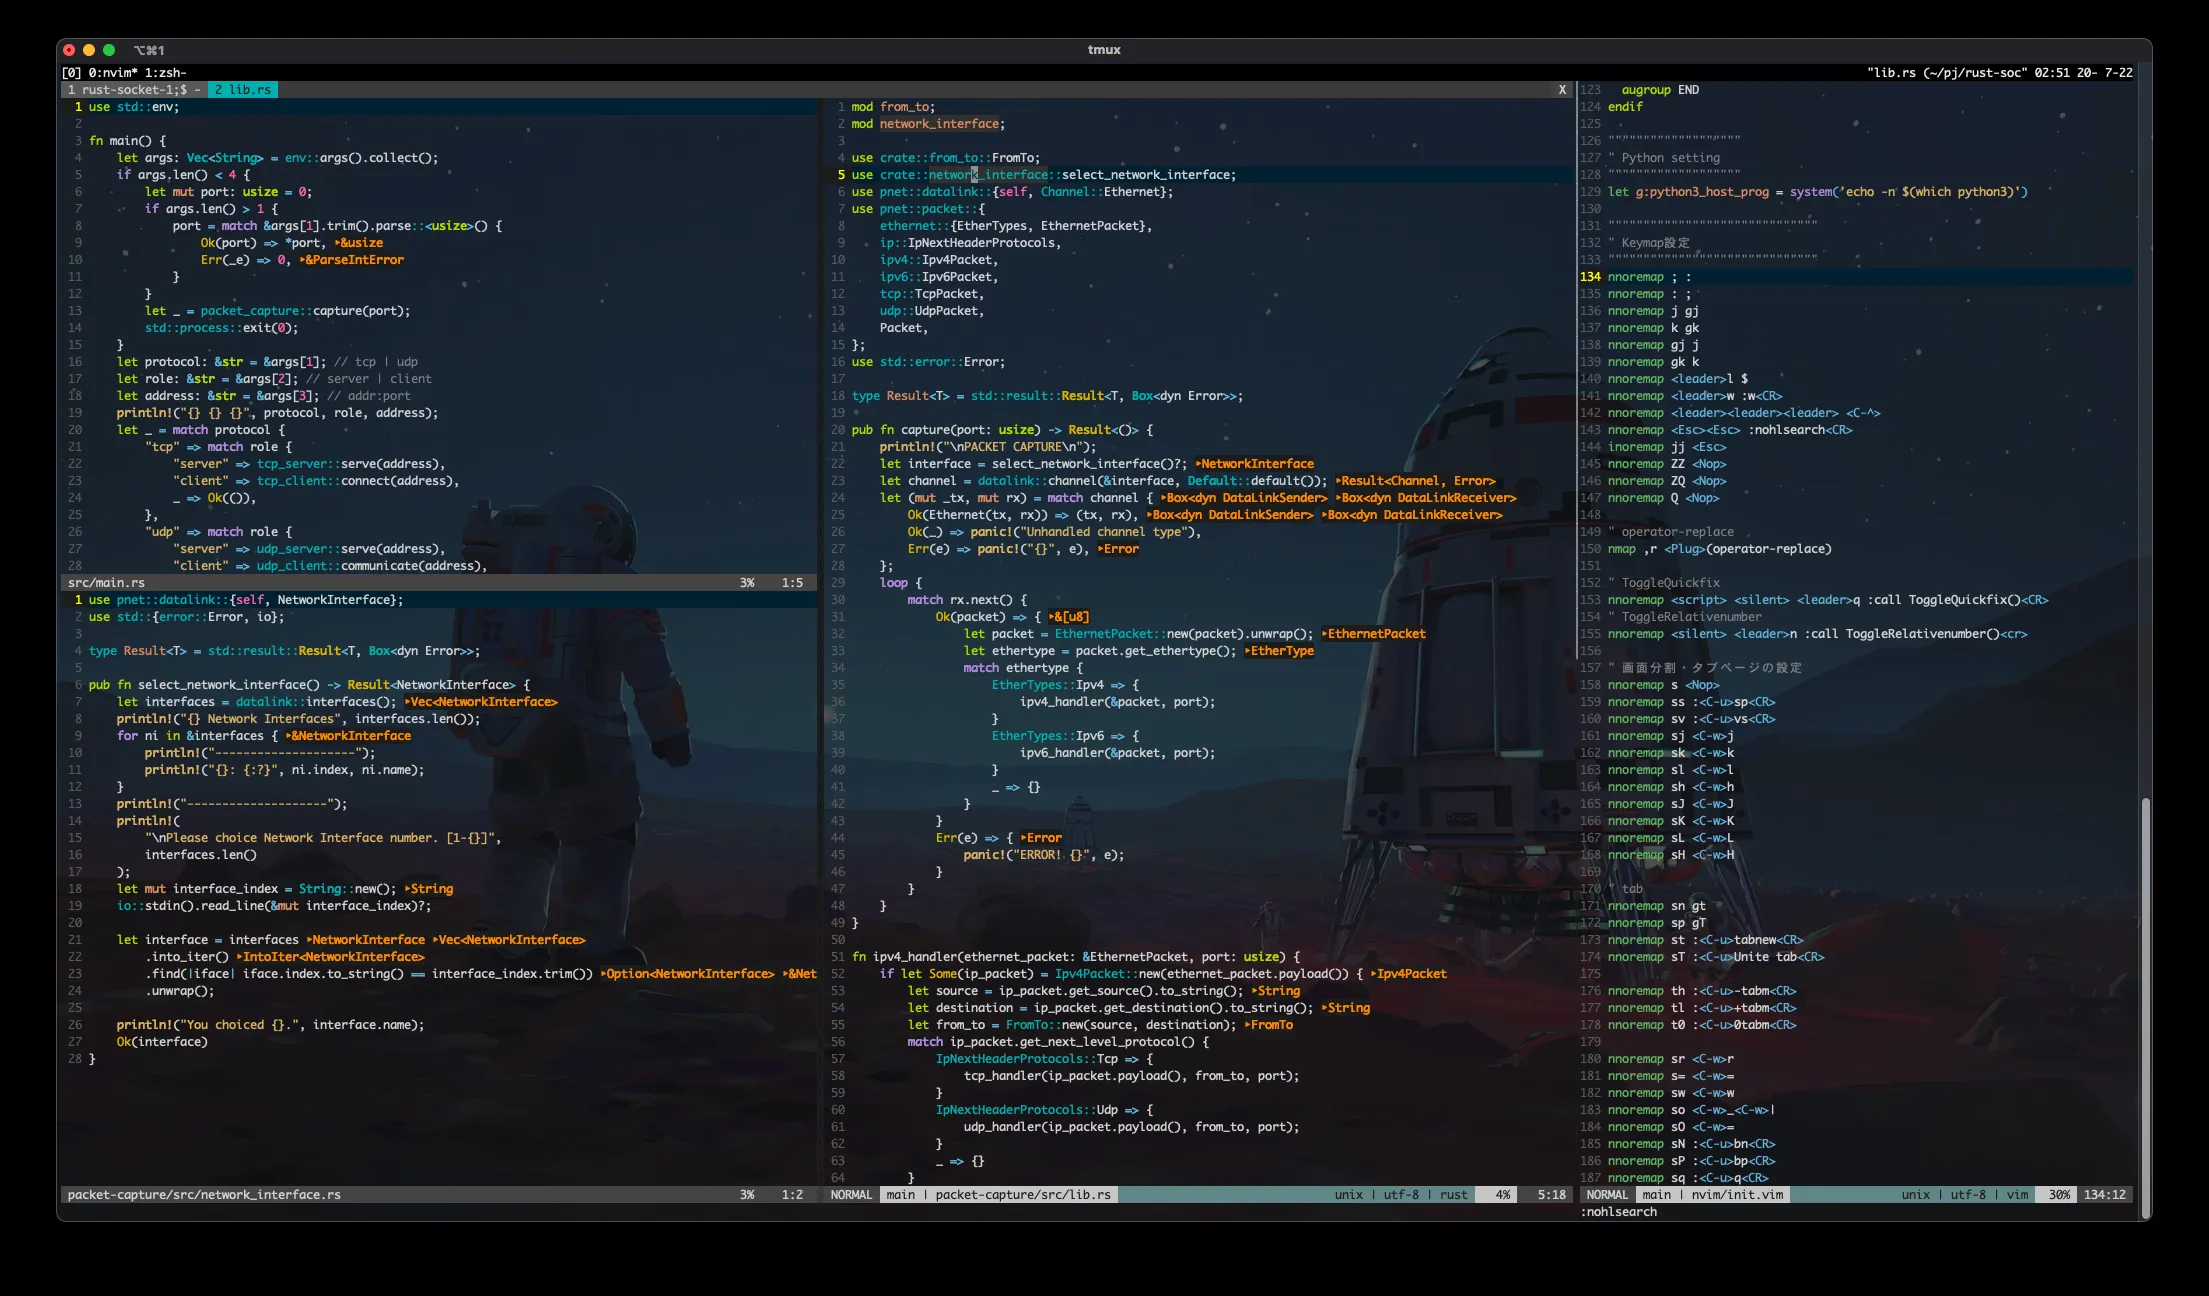 ⌥⌘1
tmux
[0] 0:nvim* 1:zsh-
"lib.rs (~/pj/rust-soc" 02:51 20- 7-22
1 rust-socket-1;$ - 2 lib.rs
X
1 use std::env;
2
3 fn main() {
4 let args: Vec<String> = env::args().collect();
5 if args.len() < 4 {
6 let mut port: usize = 0;
7 if args.len() > 1 {
8 port = match &args[1].trim().parse::<usize>() {
9 Ok(port) => *port, ▸&usize
10 Err(_e) => 0, ▸&ParseIntError
11 }
12 }
13 let _ = packet_capture::capture(port);
14 std::process::exit(0);
15 }
16 let protocol: &str = &args[1]; // tcp | udp
17 let role: &str = &args[2]; // server | client
18 let address: &str = &args[3]; // addr:port
19 println!("{} {} {}", protocol, role, address);
20 let _ = match protocol {
21 "tcp" => match role {
22 "server" => tcp_server::serve(address),
23 "client" => tcp_client::connect(address),
24 _ => Ok(()),
25 },
26 "udp" => match role {
27 "server" => udp_server::serve(address),
28 "client" => udp_client::communicate(address),
src/main.rs 3% 1:5
1 use pnet::datalink::{self, NetworkInterface};
2 use std::{error::Error, io};
3
4 type Result<T> = std::result::Result<T, Box<dyn Error>>;
5
6 pub fn select_network_interface() -> Result<NetworkInterface> {
7 let interfaces = datalink::interfaces(); ▸Vec<NetworkInterface>
8 println!("{} Network Interfaces", interfaces.len());
9 for ni in &interfaces { ▸&NetworkInterface
10 println!("--------------------");
11 println!("{}: {:?}", ni.index, ni.name);
12 }
13 println!("--------------------");
14 println!(
15 "\nPlease choice Network Interface number. [1-{}]",
16 interfaces.len()
17 );
18 let mut interface_index = String::new(); ▸String
19 io::stdin().read_line(&mut interface_index)?;
20
21 let interface = interfaces ▸NetworkInterface ▸Vec<NetworkInterface>
22 .into_iter() ▸IntoIter<NetworkInterface>
23 .find(|iface| iface.index.to_string() == interface_index.trim()) ▸Option<NetworkInterface> ▸&Net
24 .unwrap();
25
26 println!("You choiced {}.", interface.name);
27 Ok(interface)
28 }
packet-capture/src/network_interface.rs 3% 1:2
1 mod from_to;
2 mod network_interface;
3
4 use crate::from_to::FromTo;
5 use crate::network_interface::select_network_interface;
6 use pnet::datalink::{self, Channel::Ethernet};
7 use pnet::packet::{
8 ethernet::{EtherTypes, EthernetPacket},
9 ip::IpNextHeaderProtocols,
10 ipv4::Ipv4Packet,
11 ipv6::Ipv6Packet,
12 tcp::TcpPacket,
13 udp::UdpPacket,
14 Packet,
15 };
16 use std::error::Error;
17
18 type Result<T> = std::result::Result<T, Box<dyn Error>>;
19
20 pub fn capture(port: usize) -> Result<()> {
21 println!("\nPACKET CAPTURE\n");
22 let interface = select_network_interface()?; ▸NetworkInterface
23 let channel = datalink::channel(&interface, Default::default()); ▸Result<Channel, Error>
24 let (mut _tx, mut rx) = match channel { ▸Box<dyn DataLinkSender> ▸Box<dyn DataLinkReceiver>
25 Ok(Ethernet(tx, rx)) => (tx, rx), ▸Box<dyn DataLinkSender> ▸Box<dyn DataLinkReceiver>
26 Ok(_) => panic!("Unhandled channel type"),
27 Err(e) => panic!("{}", e), ▸Error
28 };
29 loop {
30 match rx.next() {
31 Ok(packet) => { ▸&[u8]
32 let packet = EthernetPacket::new(packet).unwrap(); ▸EthernetPacket
33 let ethertype = packet.get_ethertype(); ▸EtherType
34 match ethertype {
35 EtherTypes::Ipv4 => {
36 ipv4_handler(&packet, port);
37 }
38 EtherTypes::Ipv6 => {
39 ipv6_handler(&packet, port);
40 }
41 _ => {}
42 }
43 }
44 Err(e) => { ▸Error
45 panic!("ERROR! {}", e);
46 }
47 }
48 }
49 }
50
51 fn ipv4_handler(ethernet_packet: &EthernetPacket, port: usize) {
52 if let Some(ip_packet) = Ipv4Packet::new(ethernet_packet.payload()) { ▸Ipv4Packet
53 let source = ip_packet.get_source().to_string(); ▸String
54 let destination = ip_packet.get_destination().to_string(); ▸String
55 let from_to = FromTo::new(source, destination); ▸FromTo
56 match ip_packet.get_next_level_protocol() {
57 IpNextHeaderProtocols::Tcp => {
58 tcp_handler(ip_packet.payload(), from_to, port);
59 }
60 IpNextHeaderProtocols::Udp => {
61 udp_handler(ip_packet.payload(), from_to, port);
62 }
63 _ => {}
64 }
NORMAL main | packet-capture/src/lib.rs unix | utf-8 | rust 4% 5:18
123 augroup END
124 endif
125
126 """""""""""""""""""
127 " Python setting
128 """""""""""""""""""
129 let g:python3_host_prog = system('echo -n $(which python3)')
130
131 """"""""""""""""""""""""""""""
132 " Keymap設定
133 """"""""""""""""""""""""""""""
134 nnoremap ; :
135 nnoremap : ;
136 nnoremap j gj
137 nnoremap k gk
138 nnoremap gj j
139 nnoremap gk k
140 nnoremap <leader>l $
141 nnoremap <leader>w :w<CR>
142 nnoremap <leader><leader><leader> <C-^>
143 nnoremap <Esc><Esc> :nohlsearch<CR>
144 inoremap jj <Esc>
145 nnoremap ZZ <Nop>
146 nnoremap ZQ <Nop>
147 nnoremap Q <Nop>
148
149 " operator-replace
150 nmap ,r <Plug>(operator-replace)
151
152 " ToggleQuickfix
153 nnoremap <script> <silent> <leader>q :call ToggleQuickfix()<CR>
154 " ToggleRelativenumber
155 nnoremap <silent> <leader>n :call ToggleRelativenumber()<cr>
156
157 " 画面分割・タブページの設定
158 nnoremap s <Nop>
159 nnoremap ss :<C-u>sp<CR>
160 nnoremap sv :<C-u>vs<CR>
161 nnoremap sj <C-w>j
162 nnoremap sk <C-w>k
163 nnoremap sl <C-w>l
164 nnoremap sh <C-w>h
165 nnoremap sJ <C-w>J
166 nnoremap sK <C-w>K
167 nnoremap sL <C-w>L
168 nnoremap sH <C-w>H
169
170 " tab
171 nnoremap sn gt
172 nnoremap sp gT
173 nnoremap st :<C-u>tabnew<CR>
174 nnoremap sT :<C-u>Unite tab<CR>
175
176 nnoremap th :<C-u>-tabm<CR>
177 nnoremap tl :<C-u>+tabm<CR>
178 nnoremap t0 :<C-u>0tabm<CR>
179
180 nnoremap sr <C-w>r
181 nnoremap s= <C-w>=
182 nnoremap sw <C-w>w
183 nnoremap so <C-w>_<C-w>|
184 nnoremap sO <C-w>=
185 nnoremap sN :<C-u>bn<CR>
186 nnoremap sP :<C-u>bp<CR>
187 nnoremap sq :<C-u>q<CR>
NORMAL main | nvim/init.vim unix | utf-8 | vim 30% 134:12
:nohlsearch